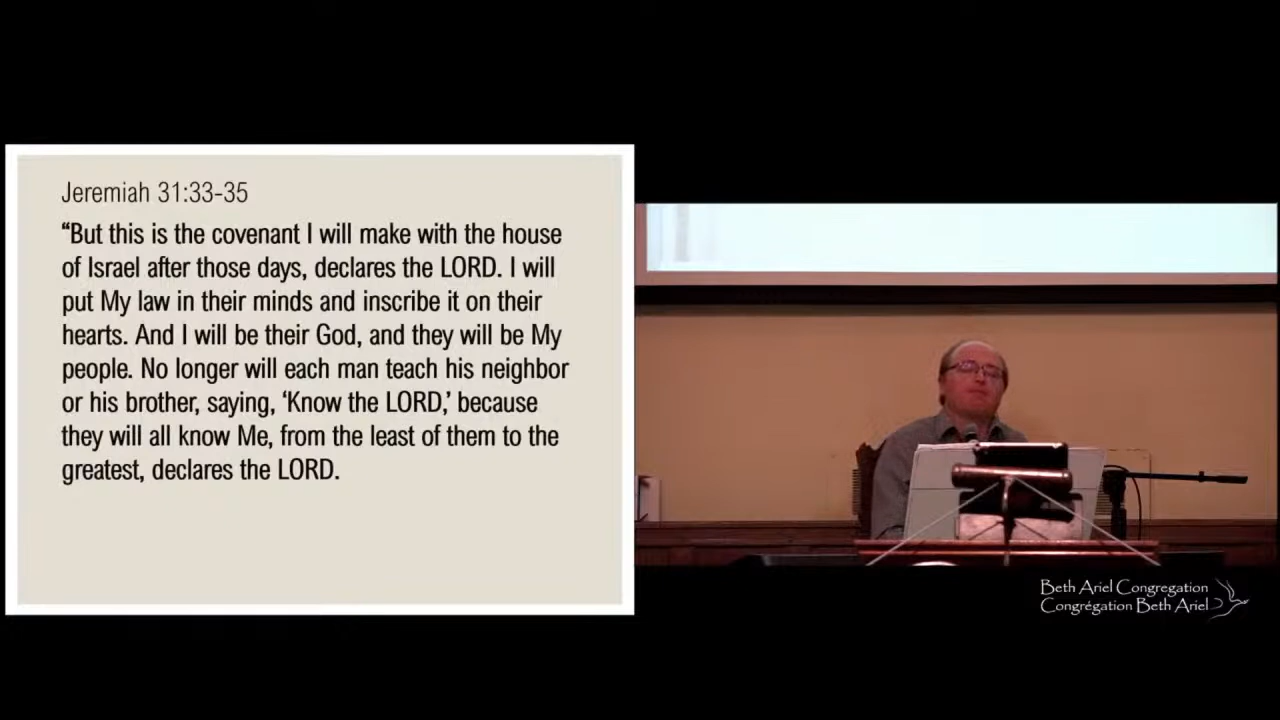 Jeremiah 31:33-35
“But this is the covenant I will make with the house
of Israel after those days, declares the LORD. I will
put My law in their minds and inscribe it on their
hearts. And I will be their God, and they will be My
people. No longer will each man teach his neighbor
or his brother, saying, ‘Know the LORD,’ because
they will all know Me, from the least of them to the
greatest, declares the LORD.
Beth Ariel Congregation
Congrégation Beth Ariel